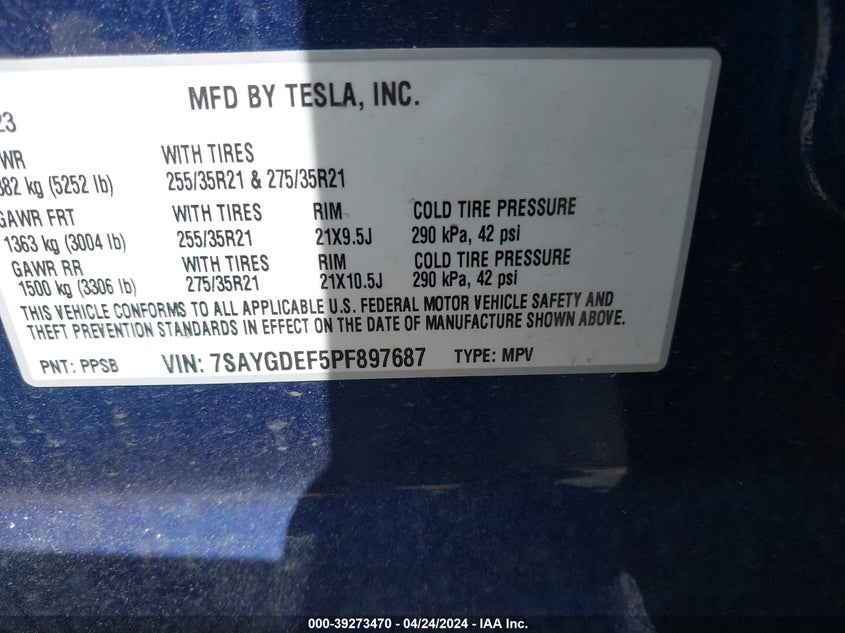 MFD BY TESLA, INC.
23
WR WITH TIRES
382 kg (5252 lb) 255/35R21 & 275/35R21
GAWR FRT WITH TIRES RIM COLD TIRE PRESSURE
1363 kg (3004 lb) 255/35R21 21X9.5J 290 kPa, 42 psi
GAWR RR WITH TIRES RIM COLD TIRE PRESSURE
1500 kg (3306 lb) 275/35R21 21X10.5J 290 kPa, 42 psi
THIS VEHICLE CONFORMS TO ALL APPLICABLE U.S. FEDERAL MOTOR VEHICLE SAFETY AND
THEFT PREVENTION STANDARDS IN EFFECT ON THE DATE OF MANUFACTURE SHOWN ABOVE.
PNT: PPSB VIN: 7SAYGDEF5PF897687 TYPE: MPV
000-39273470 - 04/24/2024 - IAA Inc.